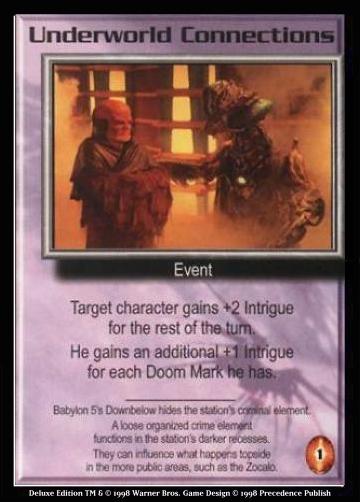 Underworld Connections
Event
Target character gains +2 Intrigue
for the rest of the turn.
He gains an additional +1 Intrigue
for each Doom Mark he has.
Babylon 5's Downbelow hides the station's criminal element.
A loose organized crime element
functions in the station's darker recesses.
They can influence what happens topside
in the more public areas, such as the Zocalo.
1
Deluxe Edition TM & © 1998 Warner Bros. Game Design © 1998 Precedence Publish